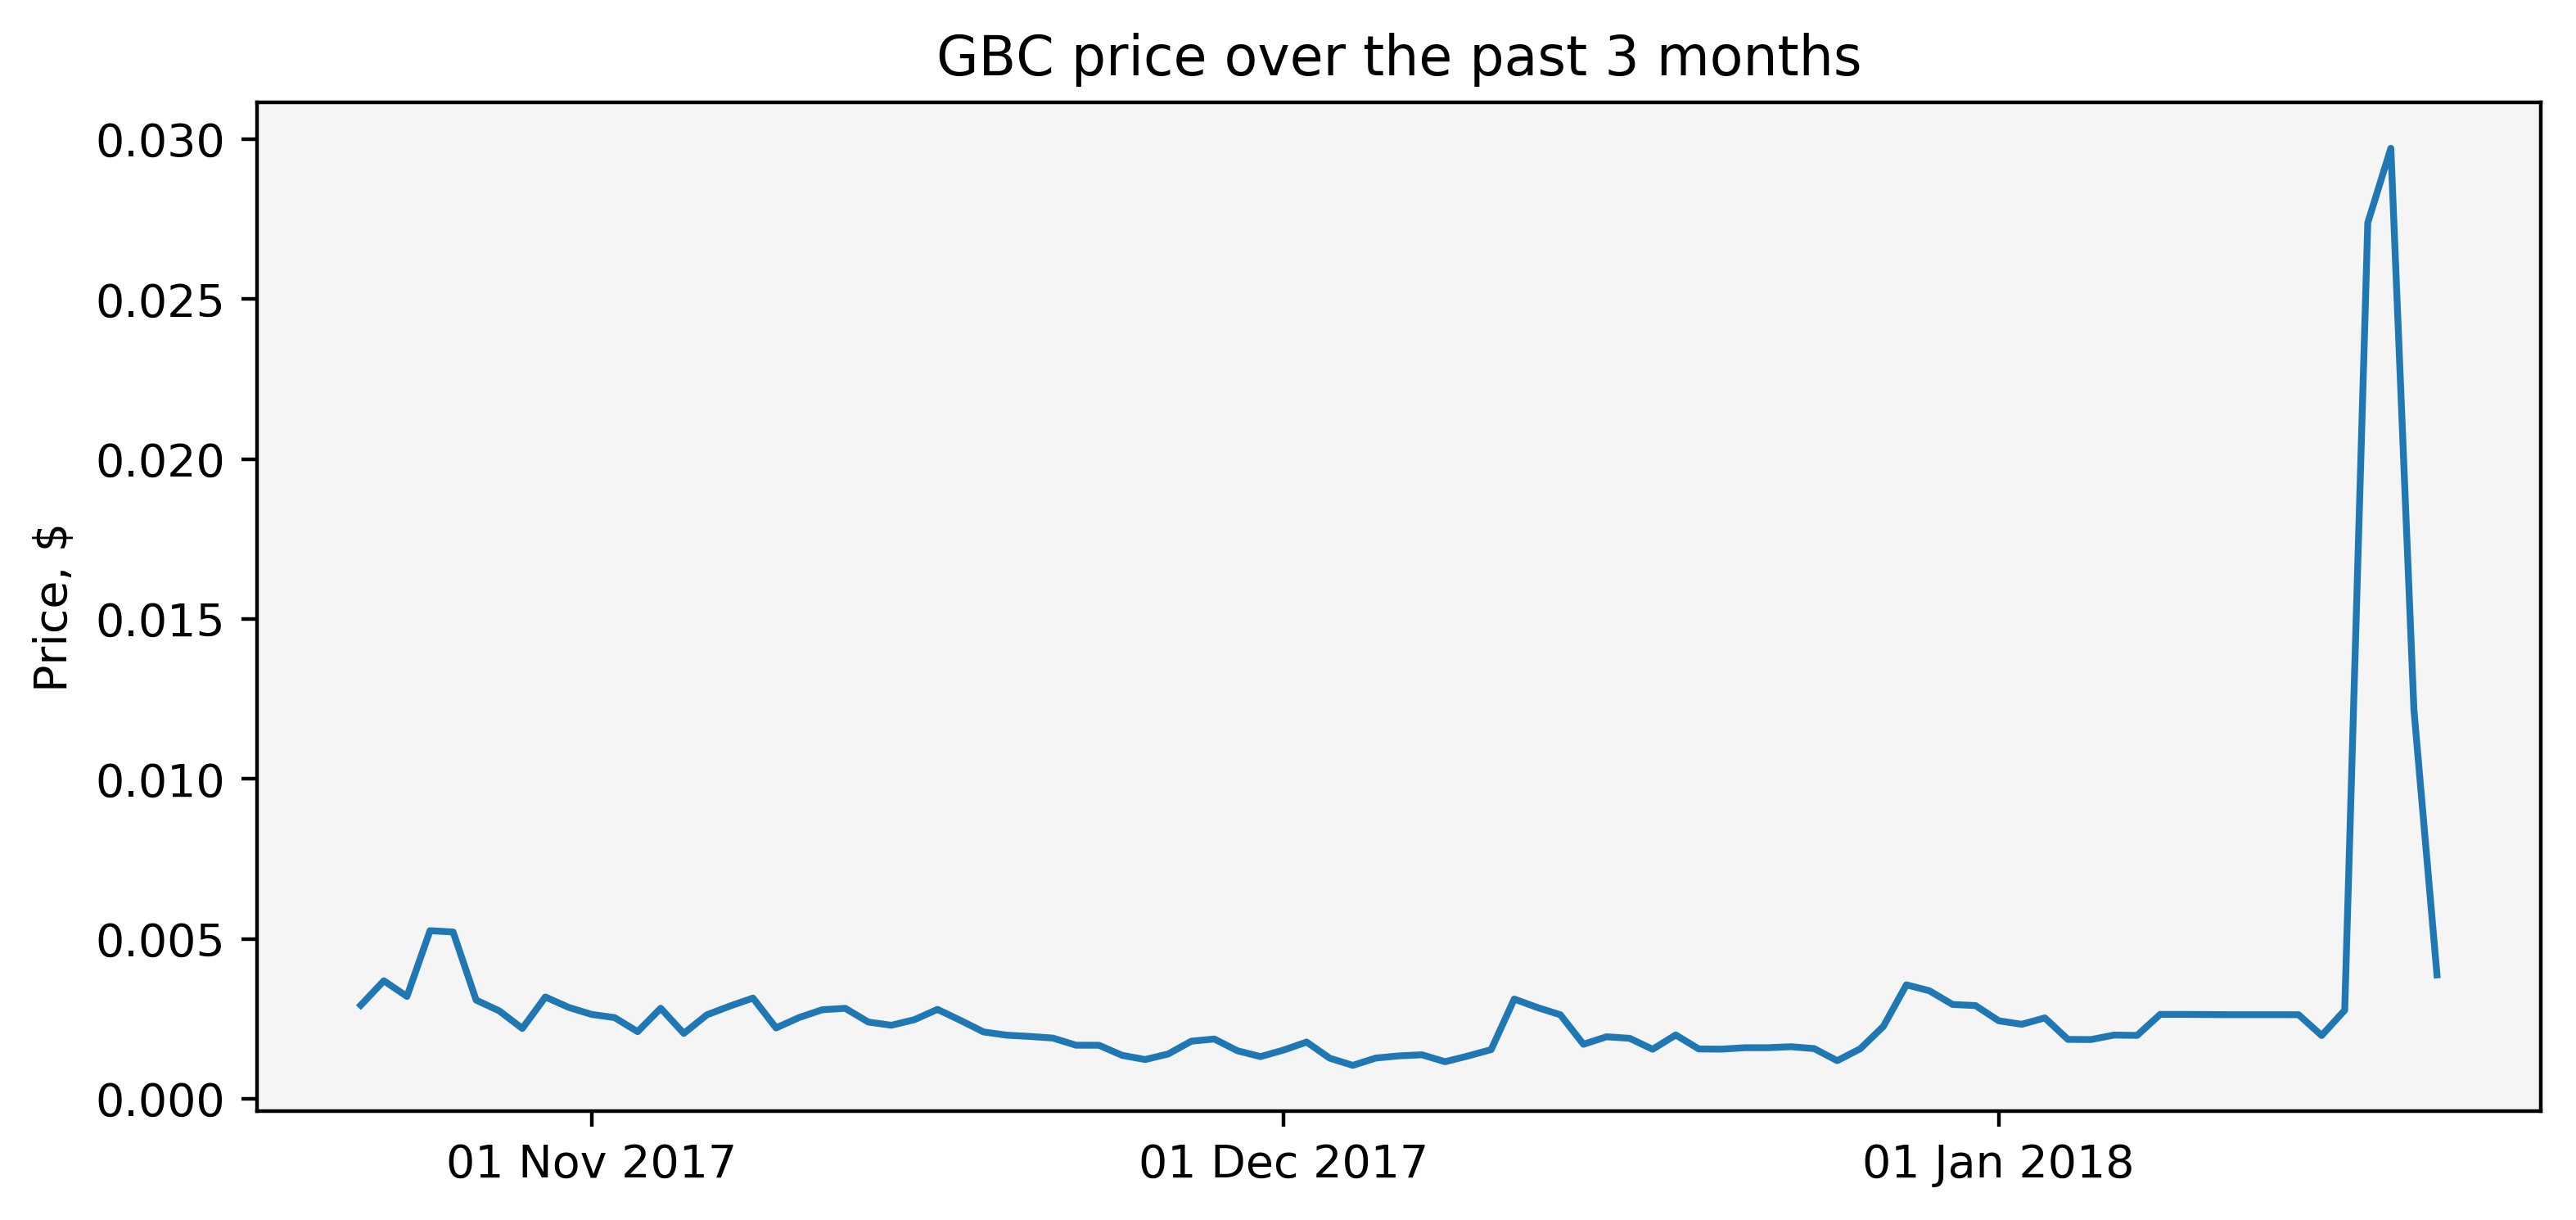 GBC price over the past 3 months
0.030
0.025
0.020
0.015
0.010
0.005
0.000
Price, $
01 Nov 2017
01 Dec 2017
01 Jan 2018